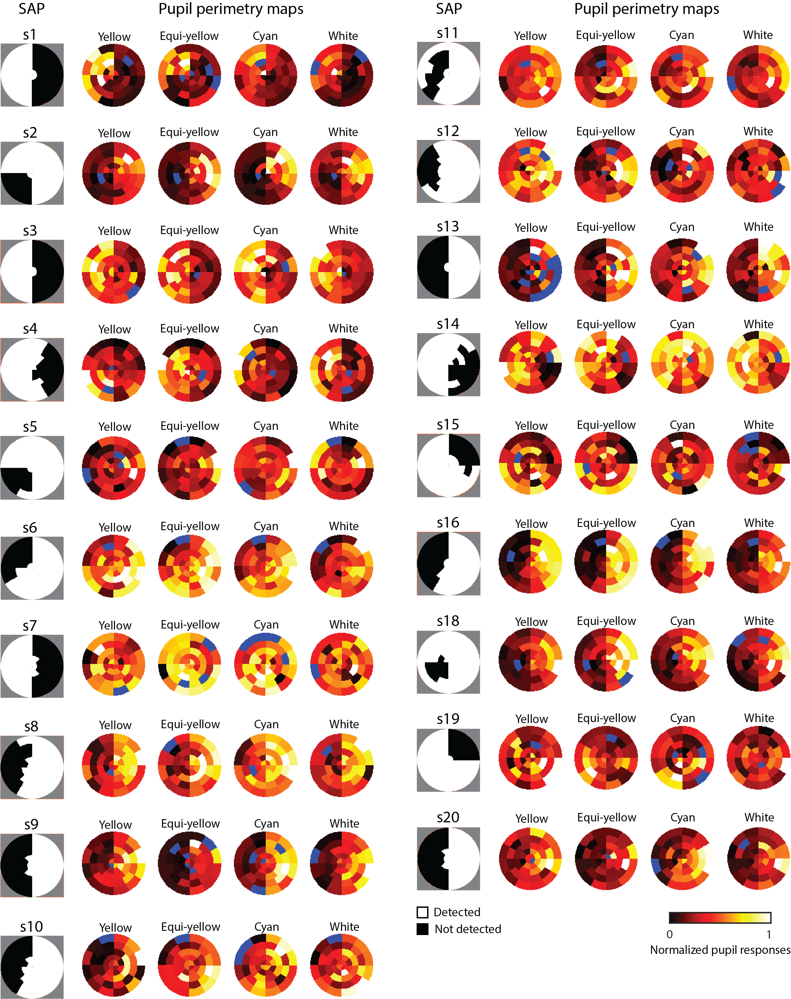 SAP Pupil perimetry maps
s1
Yellow Equi-yellow Cyan White
s2
Yellow Equi-yellow Cyan White
s3
Yellow Equi-yellow Cyan White
s4
Yellow Equi-yellow Cyan White
s5
Yellow Equi-yellow Cyan White
s6
Yellow Equi-yellow Cyan White
s7
Yellow Equi-yellow Cyan White
s8
Yellow Equi-yellow Cyan White
s9
Yellow Equi-yellow Cyan White
s10
Yellow Equi-yellow Cyan White
SAP Pupil perimetry maps
s11
Yellow Equi-yellow Cyan White
s12
Yellow Equi-yellow Cyan White
s13
Yellow Equi-yellow Cyan White
s14
Yellow Equi-yellow Cyan White
s15
Yellow Equi-yellow Cyan White
s16
Yellow Equi-yellow Cyan White
s18
Yellow Equi-yellow Cyan White
s19
Yellow Equi-yellow Cyan White
s20
Yellow Equi-yellow Cyan White
Detected
Not detected
0 1
Normalized pupil responses